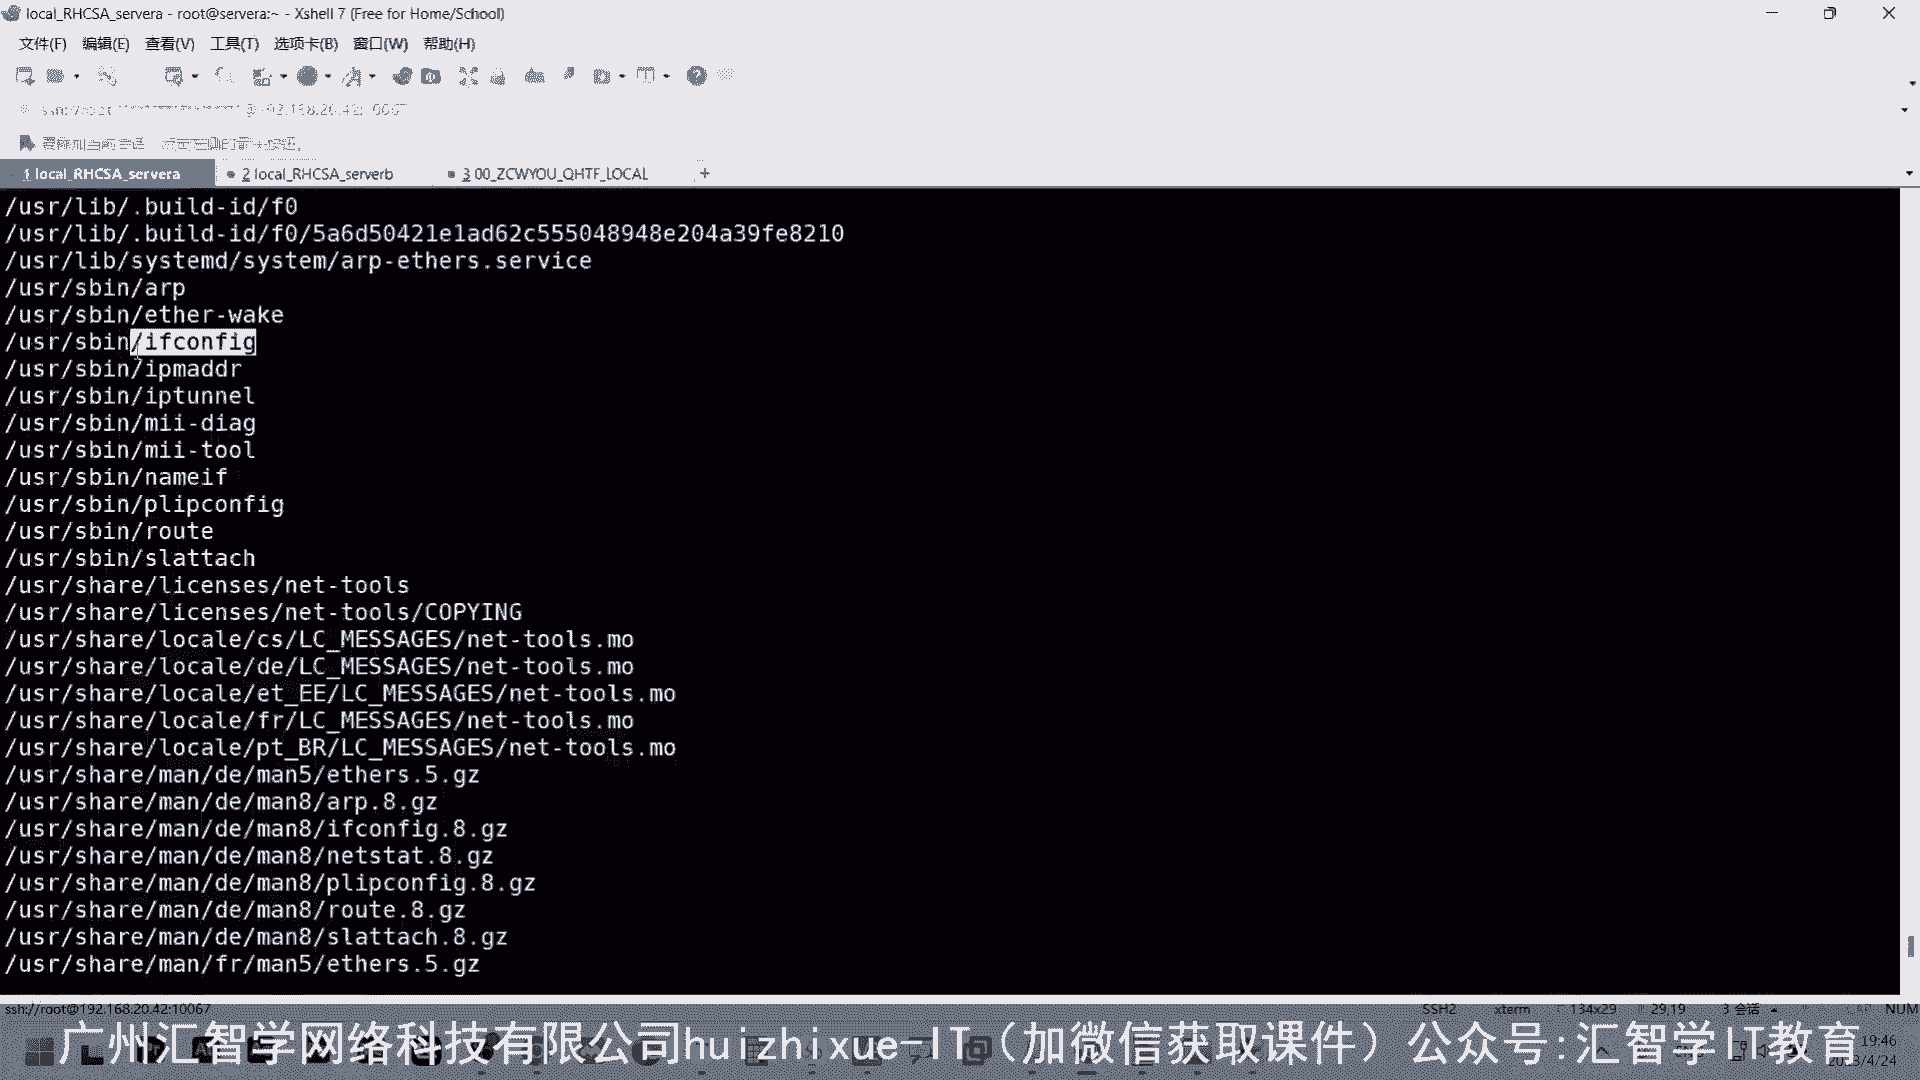 local_RHCSA_servera - root@servera:~ - Xshell 7 (Free for Home/School)
文件(F) 编辑(E) 查看(V) 工具(T) 选项卡(B) 窗口(W) 帮助(H)
1 local_RHCSA_servera 2 local_RHCSA_serverb 3 00_ZCWYOU_QHTF_LOCAL +
/usr/lib/.build-id/f0
/usr/lib/.build-id/f0/5a6d50421e1ad62c555048948e204a39fe8210
/usr/lib/systemd/system/arp-ethers.service
/usr/sbin/arp
/usr/sbin/ether-wake
/usr/sbin/ifconfig
/usr/sbin/ipmaddr
/usr/sbin/iptunnel
/usr/sbin/mii-diag
/usr/sbin/mii-tool
/usr/sbin/nameif
/usr/sbin/plipconfig
/usr/sbin/route
/usr/sbin/slattach
/usr/share/licenses/net-tools
/usr/share/licenses/net-tools/COPYING
/usr/share/locale/cs/LC_MESSAGES/net-tools.mo
/usr/share/locale/de/LC_MESSAGES/net-tools.mo
/usr/share/locale/et_EE/LC_MESSAGES/net-tools.mo
/usr/share/locale/fr/LC_MESSAGES/net-tools.mo
/usr/share/locale/pt_BR/LC_MESSAGES/net-tools.mo
/usr/share/man/de/man5/ethers.5.gz
/usr/share/man/de/man8/arp.8.gz
/usr/share/man/de/man8/ifconfig.8.gz
/usr/share/man/de/man8/netstat.8.gz
/usr/share/man/de/man8/plipconfig.8.gz
/usr/share/man/de/man8/route.8.gz
/usr/share/man/de/man8/slattach.8.gz
/usr/share/man/fr/man5/ethers.5.gz
ssh://root@192.168.20.42:10067 SSH2 xterm 134x29 29,19 3 会话 NUM
广州汇智学网络科技有限公司huizhixue-IT（加微信获取课件）公众号:汇智学IT教育
19:46